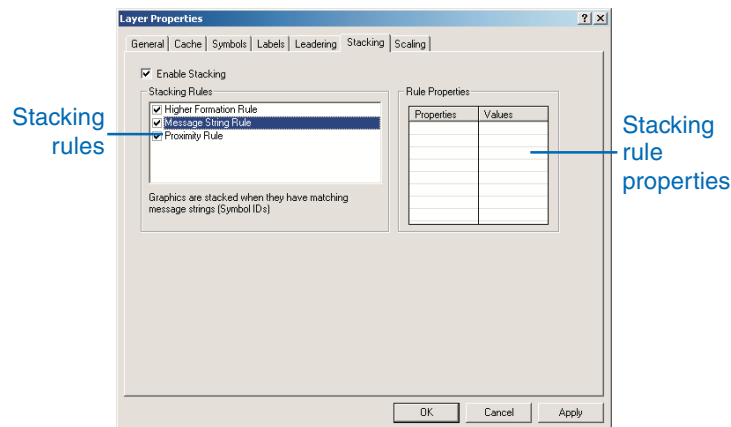 Layer Properties
General Cache Symbols Labels Leadering Stacking Scaling
Enable Stacking
Stacking Rules
Higher Formation Rule
Message String Rule
Proximity Rule
Graphics are stacked when they have matching
message strings (Symbol IDs)
Rule Properties
Properties Values
OK Cancel Apply
Stacking
rules
Stacking
rule
properties